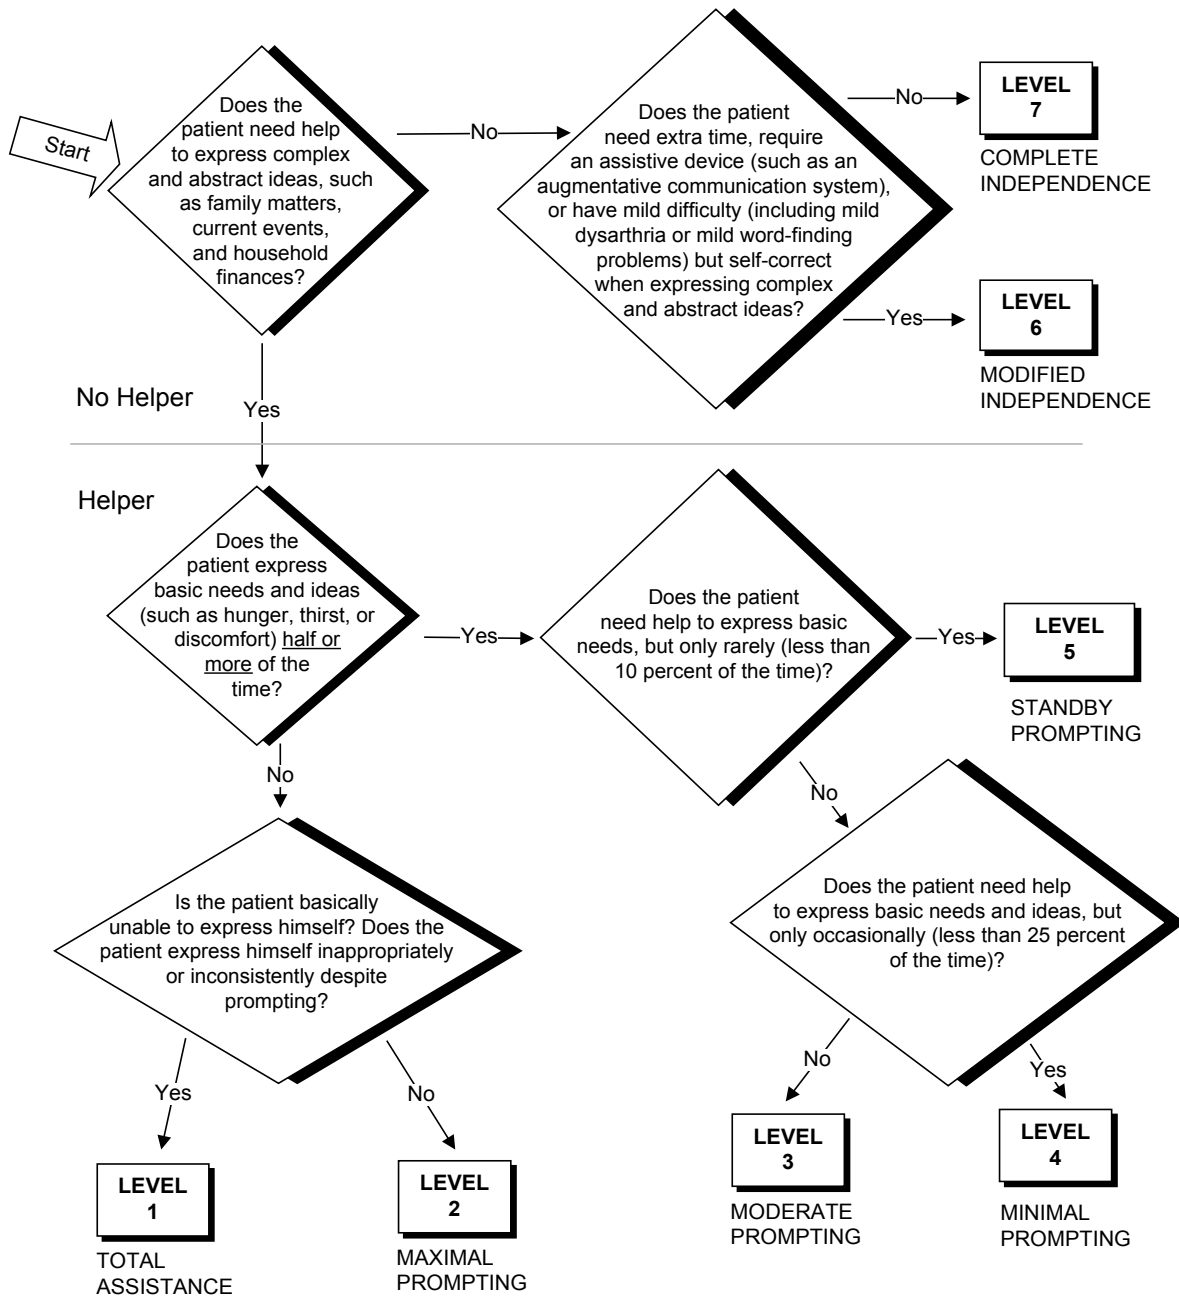 Start
Does the
patient need help
to express complex
and abstract ideas, such
as family matters,
current events,
and household
finances?
No
Does the patient
need extra time, require
an assistive device (such as an
augmentative communication system),
or have mild difficulty (including mild
dysarthria or mild word-finding
problems) but self-correct
when expressing complex
and abstract ideas?
No
LEVEL
7
COMPLETE
INDEPENDENCE
Yes
LEVEL
6
MODIFIED
INDEPENDENCE
No Helper
Yes
Helper
Does the
patient express
basic needs and ideas
(such as hunger, thirst, or
discomfort) half or
more of the
time?
Yes
Does the patient
need help to express basic
needs, but only rarely (less than
10 percent of the time)?
Yes
LEVEL
5
STANDBY
PROMPTING
No
No
Is the patient basically
unable to express himself? Does the
patient express himself inappropriately
or inconsistently despite
prompting?
Does the patient need help
to express basic needs and ideas, but
only occasionally (less than 25 percent
of the time)?
Yes
No
No
Yes
LEVEL
1
TOTAL
ASSISTANCE
LEVEL
2
MAXIMAL
PROMPTING
LEVEL
3
MODERATE
PROMPTING
LEVEL
4
MINIMAL
PROMPTING